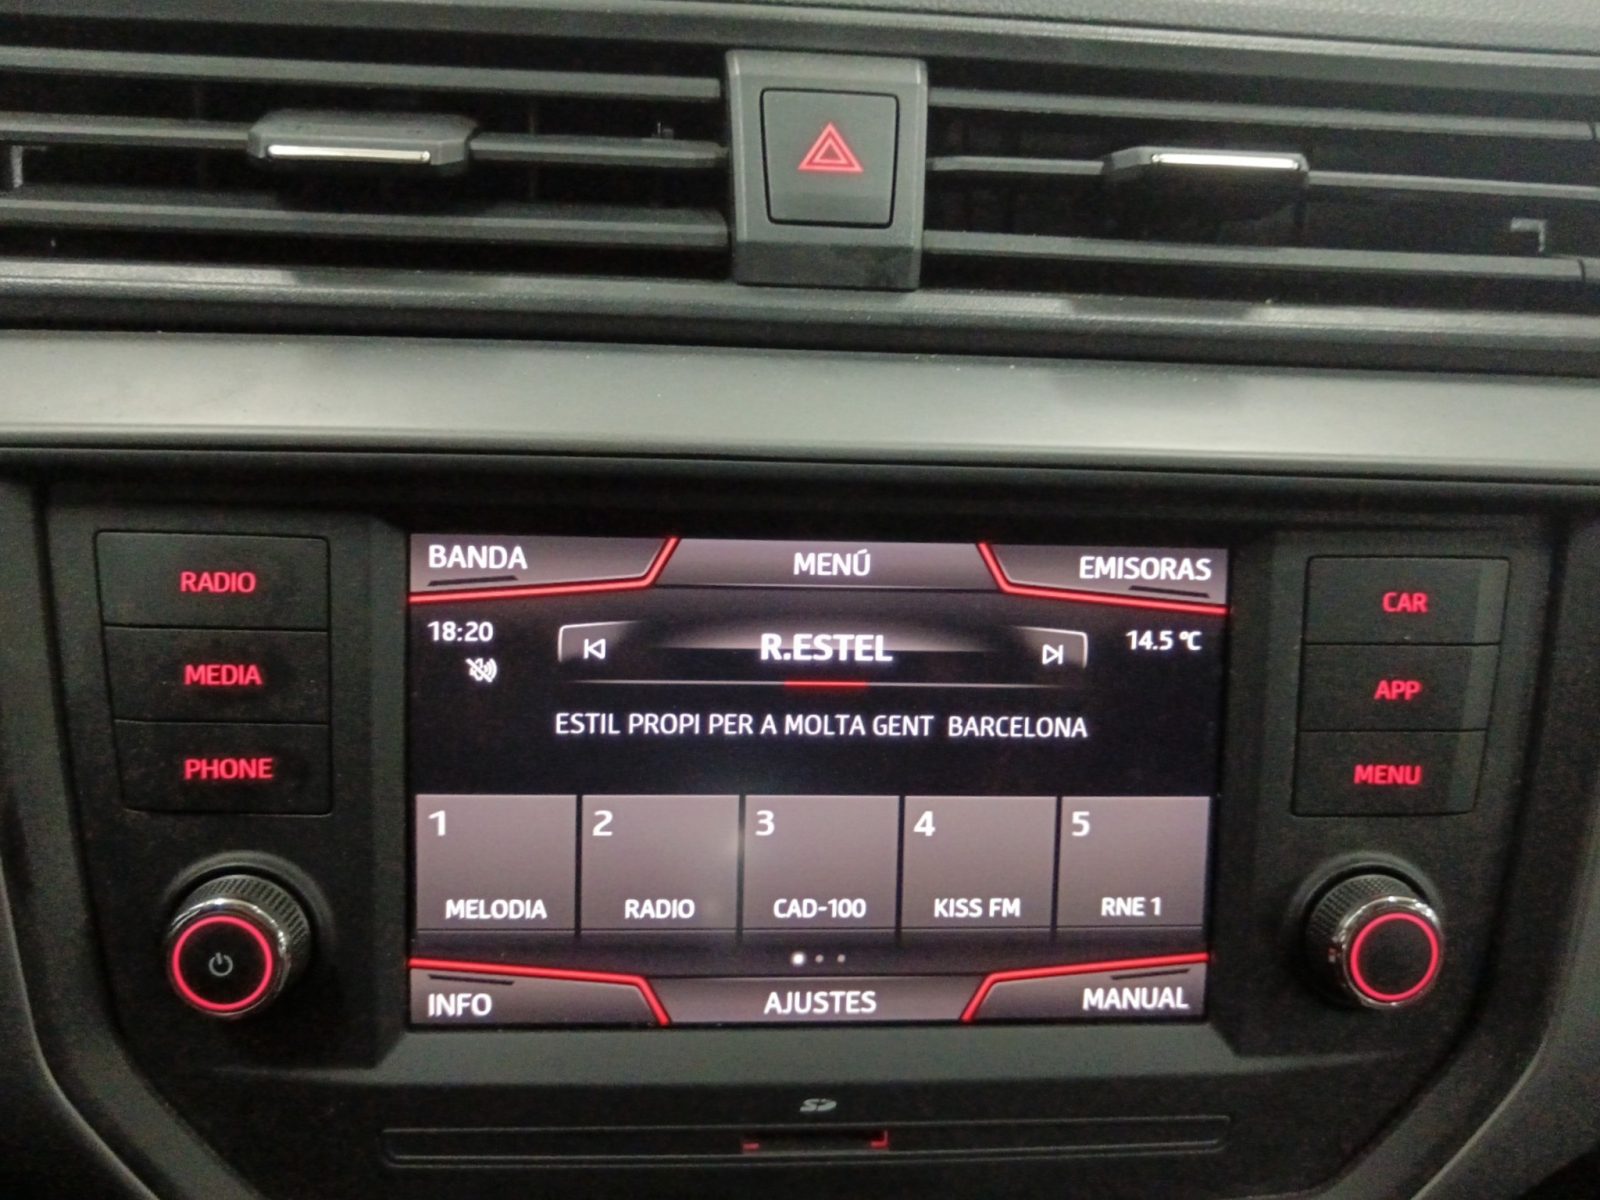 BANDA
MENÚ
EMISORAS
RADIO
MEDIA
PHONE
18:20
R.ESTEL
14.5 °C
ESTIL PROPI PER A MOLTA GENT BARCELONA
1
MELODIA
2
RADIO
3
CAD-100
4
KISS FM
5
RNE 1
INFO
AJUSTES
MANUAL
CAR
APP
MENU
SD